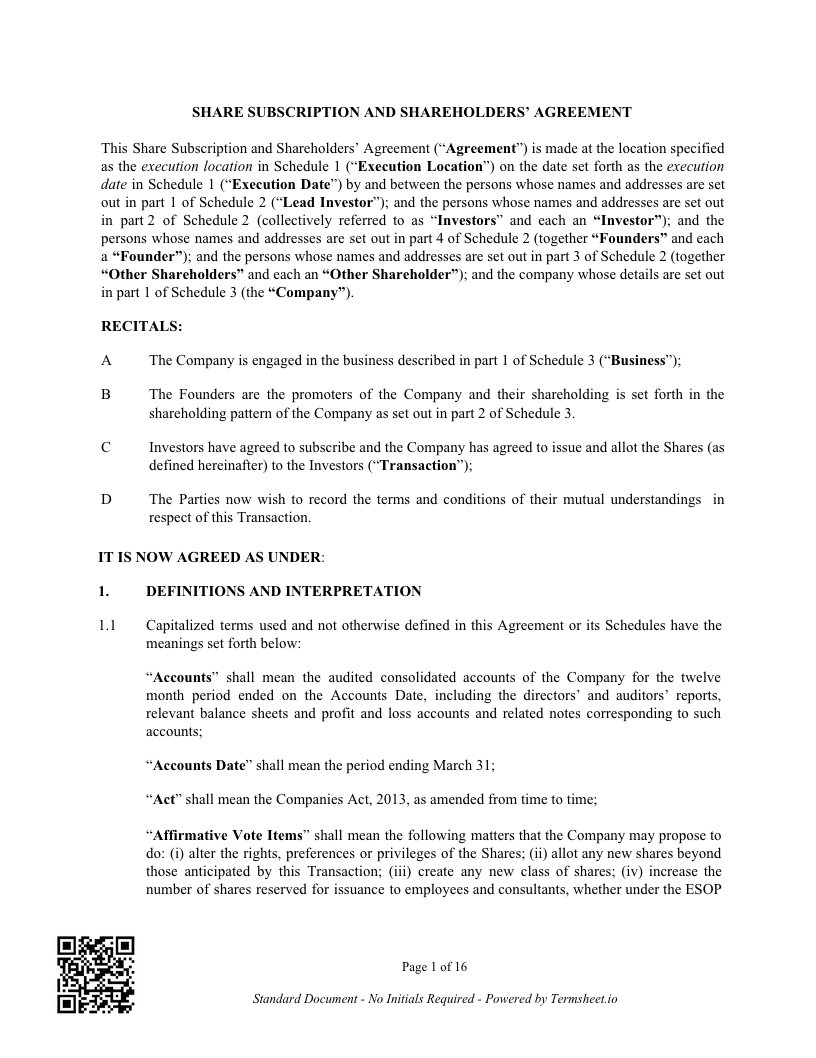 SHARE SUBSCRIPTION AND SHAREHOLDERS’ AGREEMENT
This Share Subscription and Shareholders’ Agreement (“Agreement”) is made at the location specified
as the execution location in Schedule 1 (“Execution Location”) on the date set forth as the execution
date in Schedule 1 (“Execution Date”) by and between the persons whose names and addresses are set
out in part 1 of Schedule 2 (“Lead Investor”); and the persons whose names and addresses are set out
in part 2 of Schedule 2 (collectively referred to as “Investors” and each an “Investor”); and the
persons whose names and addresses are set out in part 4 of Schedule 2 (together “Founders” and each
a “Founder”); and the persons whose names and addresses are set out in part 3 of Schedule 2 (together
“Other Shareholders” and each an “Other Shareholder”); and the company whose details are set out
in part 1 of Schedule 3 (the “Company”).
RECITALS:
A The Company is engaged in the business described in part 1 of Schedule 3 (“Business”);
B The Founders are the promoters of the Company and their shareholding is set forth in the
shareholding pattern of the Company as set out in part 2 of Schedule 3.
C Investors have agreed to subscribe and the Company has agreed to issue and allot the Shares (as
defined hereinafter) to the Investors (“Transaction”);
D The Parties now wish to record the terms and conditions of their mutual understandings in
respect of this Transaction.
IT IS NOW AGREED AS UNDER:
1. DEFINITIONS AND INTERPRETATION
1.1 Capitalized terms used and not otherwise defined in this Agreement or its Schedules have the
meanings set forth below:
“Accounts” shall mean the audited consolidated accounts of the Company for the twelve
month period ended on the Accounts Date, including the directors’ and auditors’ reports,
relevant balance sheets and profit and loss accounts and related notes corresponding to such
accounts;
“Accounts Date” shall mean the period ending March 31;
“Act” shall mean the Companies Act, 2013, as amended from time to time;
“Affirmative Vote Items” shall mean the following matters that the Company may propose to
do: (i) alter the rights, preferences or privileges of the Shares; (ii) allot any new shares beyond
those anticipated by this Transaction; (iii) create any new class of shares; (iv) increase the
number of shares reserved for issuance to employees and consultants, whether under the ESOP
Page 1 of 16
Standard Document - No Initials Required - Powered by Termsheet.io